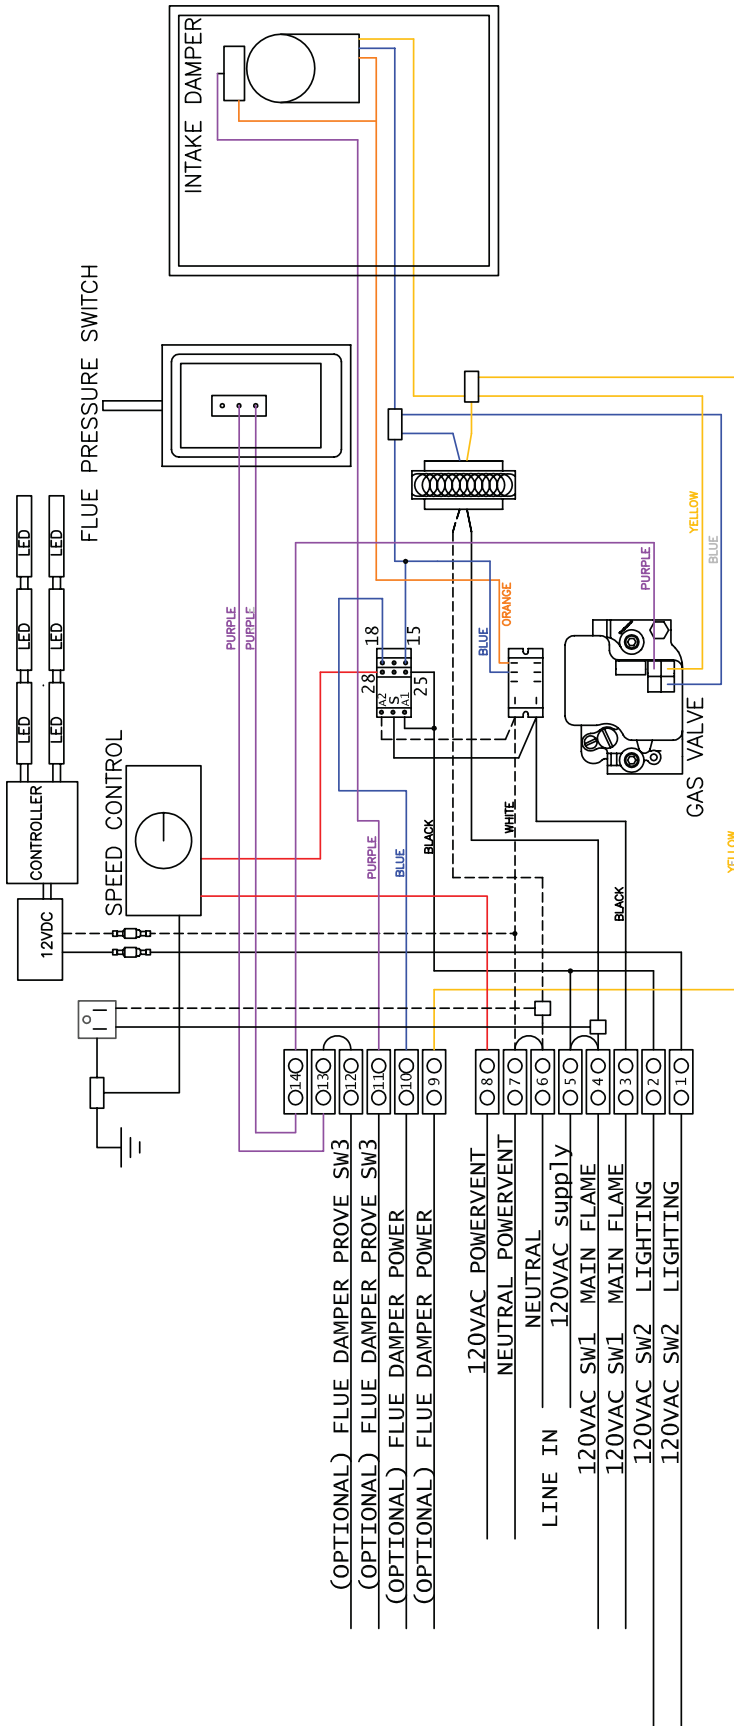 INTAKE DAMPER
FLUE PRESSURE SWITCH
LED
LED
LED
LED
LED
LED
CONTROLLER
12VDC
SPEED CONTROL
PURPLE
PURPLE
18
15
28
25
A2
S
A1
BLUE
ORANGE
PURPLE
YELLOW
BLUE
GAS VALVE
PURPLE
BLUE
BLACK
WHITE
BLACK
YELLOW
14
13
12
11
10
9
8
7
6
5
4
3
2
1
(OPTIONAL) FLUE DAMPER PROVE SW3
(OPTIONAL) FLUE DAMPER PROVE SW3
(OPTIONAL) FLUE DAMPER POWER
(OPTIONAL) FLUE DAMPER POWER
120VAC POWERVENT
NEUTRAL POWERVENT
NEUTRAL
120VAC supply
LINE IN
120VAC SW1 MAIN FLAME
120VAC SW1 MAIN FLAME
120VAC SW2 LIGHTING
120VAC SW2 LIGHTING